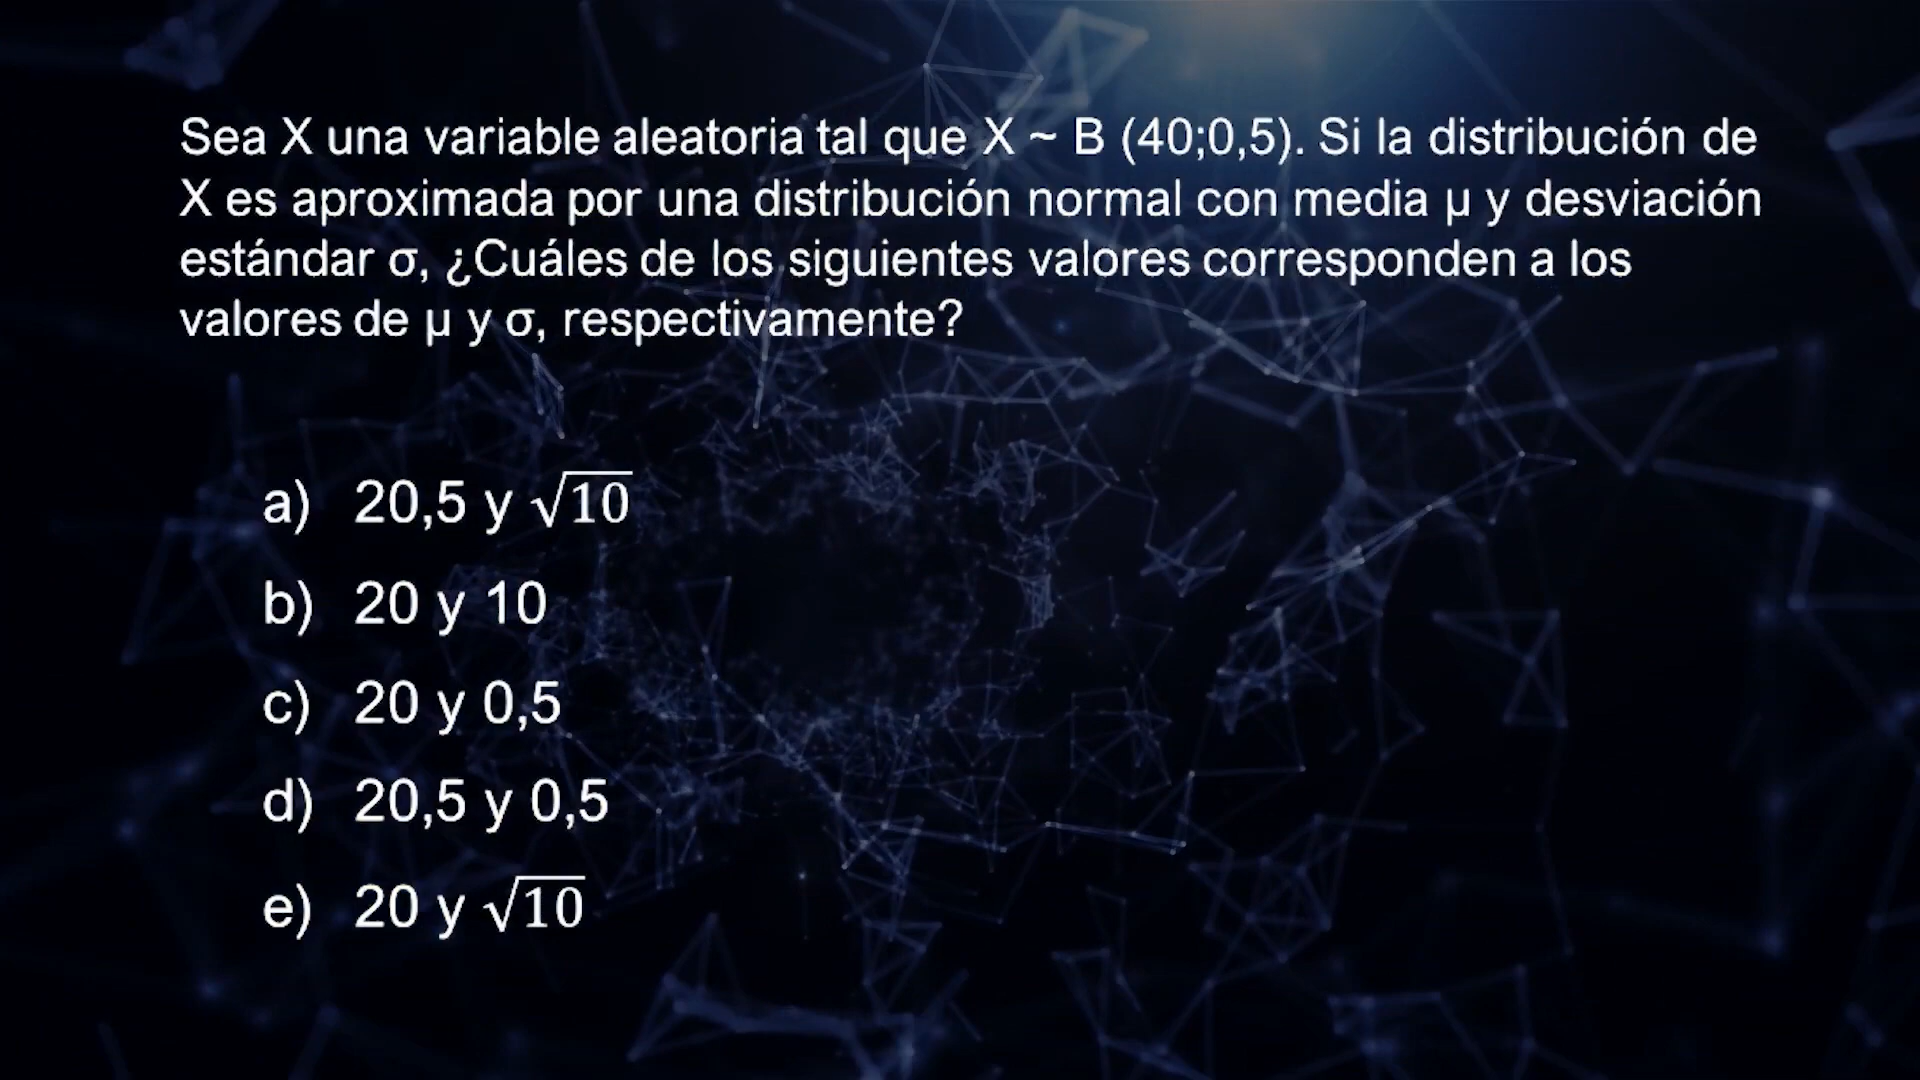 Sea X una variable aleatoria tal que X ~ B (40;0,5). Si la distribución de
X es aproximada por una distribución normal con media μ y desviación
estándar σ, ¿Cuáles de los siguientes valores corresponden a los
valores de μ y σ, respectivamente?
a) 20,5 y √10
b) 20 y 10
c) 20 y 0,5
d) 20,5 y 0,5
e) 20 y √10